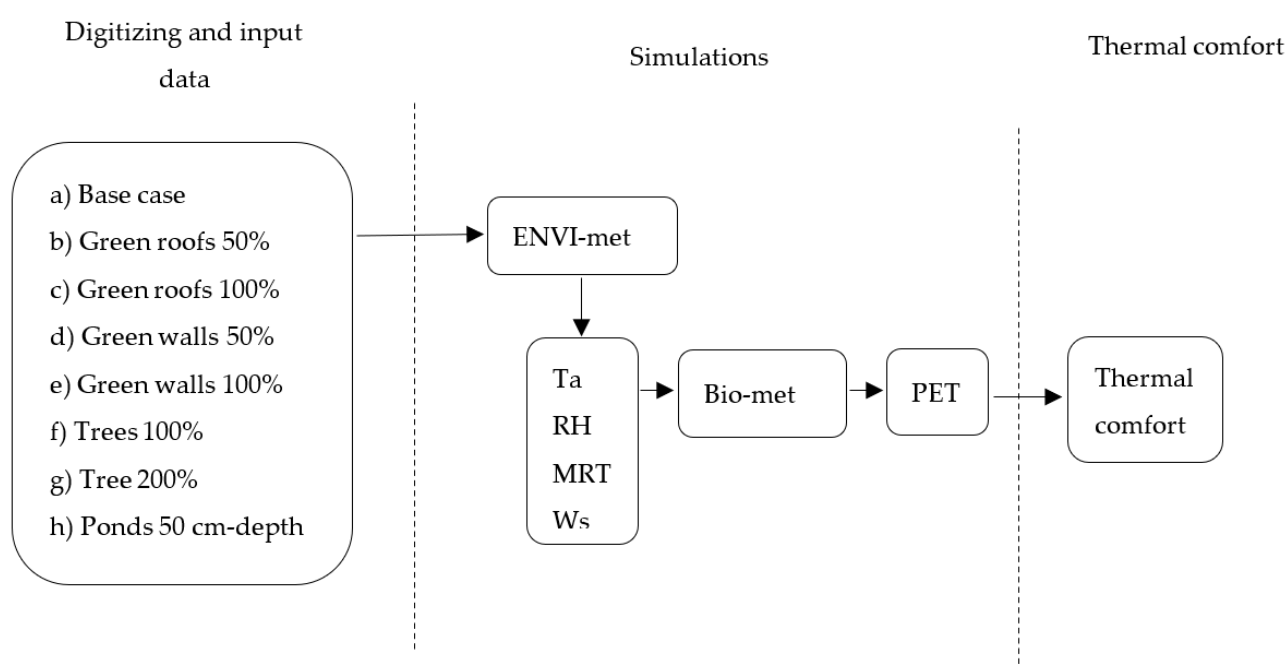 Digitizing and input
data
Simulations
Thermal comfort
a) Base case
b) Green roofs 50%
c) Green roofs 100%
d) Green walls 50%
e) Green walls 100%
f) Trees 100%
g) Tree 200%
h) Ponds 50 cm-depth
ENVI-met
Ta
RH
MRT
Ws
Bio-met
PET
Thermal
comfort